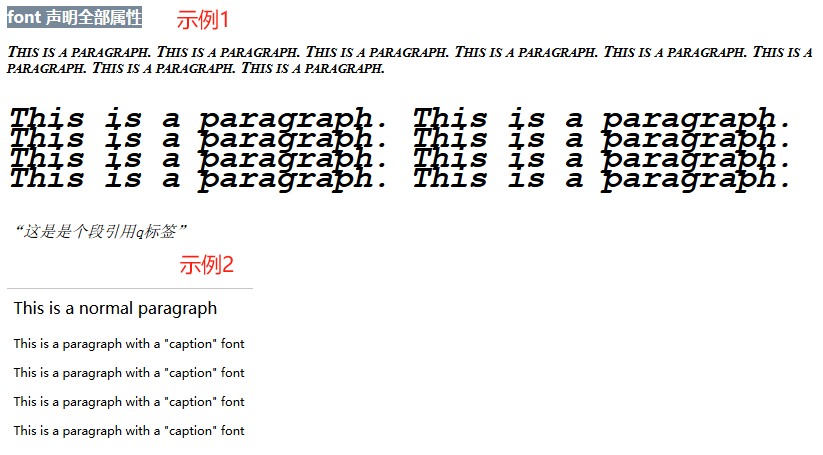 font 声明全部属性 示例1
THIS IS A PARAGRAPH. THIS IS A PARAGRAPH. THIS IS A PARAGRAPH. THIS IS A PARAGRAPH. THIS IS A PARAGRAPH. THIS IS A
PARAGRAPH. THIS IS A PARAGRAPH. THIS IS A PARAGRAPH.
This is a paragraph. This is a paragraph.
This is a paragraph. This is a paragraph.
This is a paragraph. This is a paragraph.
This is a paragraph. This is a paragraph.
“这是是个段引用q标签”
示例2
This is a normal paragraph
This is a paragraph with a "caption" font
This is a paragraph with a "caption" font
This is a paragraph with a "caption" font
This is a paragraph with a "caption" font